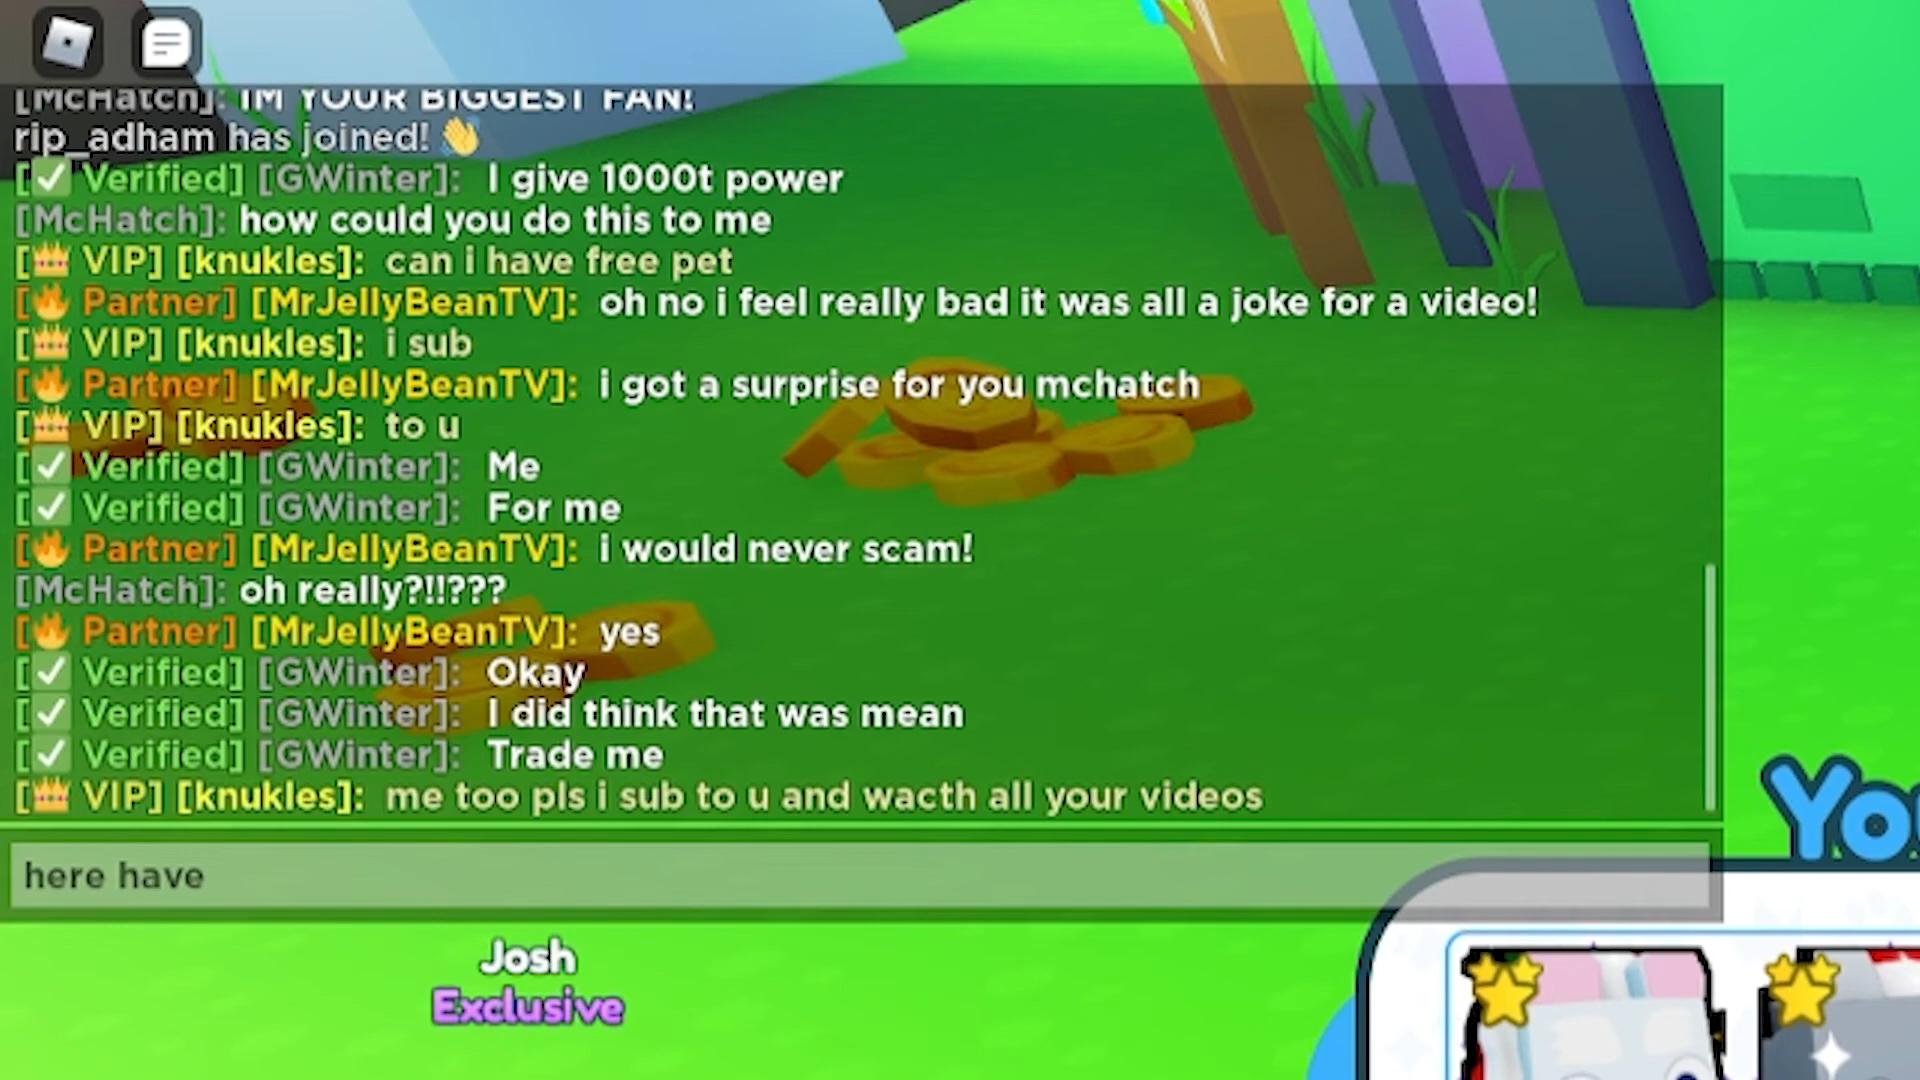 [McHatch]: IM YOUR BIGGEST FAN!
rip_adham has joined! 👋
[✅ Verified] [GWinter]: I give 1000t power
[McHatch]: how could you do this to me
[👑 VIP] [knukles]: can i have free pet
[🔥 Partner] [MrJellyBeanTV]: oh no i feel really bad it was all a joke for a video!
[👑 VIP] [knukles]: i sub
[🔥 Partner] [MrJellyBeanTV]: i got a surprise for you mchatch
[👑 VIP] [knukles]: to u
[✅ Verified] [GWinter]: Me
[✅ Verified] [GWinter]: For me
[🔥 Partner] [MrJellyBeanTV]: i would never scam!
[McHatch]: oh really?!!???
[🔥 Partner] [MrJellyBeanTV]: yes
[✅ Verified] [GWinter]: Okay
[✅ Verified] [GWinter]: I did think that was mean
[✅ Verified] [GWinter]: Trade me
[👑 VIP] [knukles]: me too pls i sub to u and wacth all your videos
here have
Josh
Exclusive